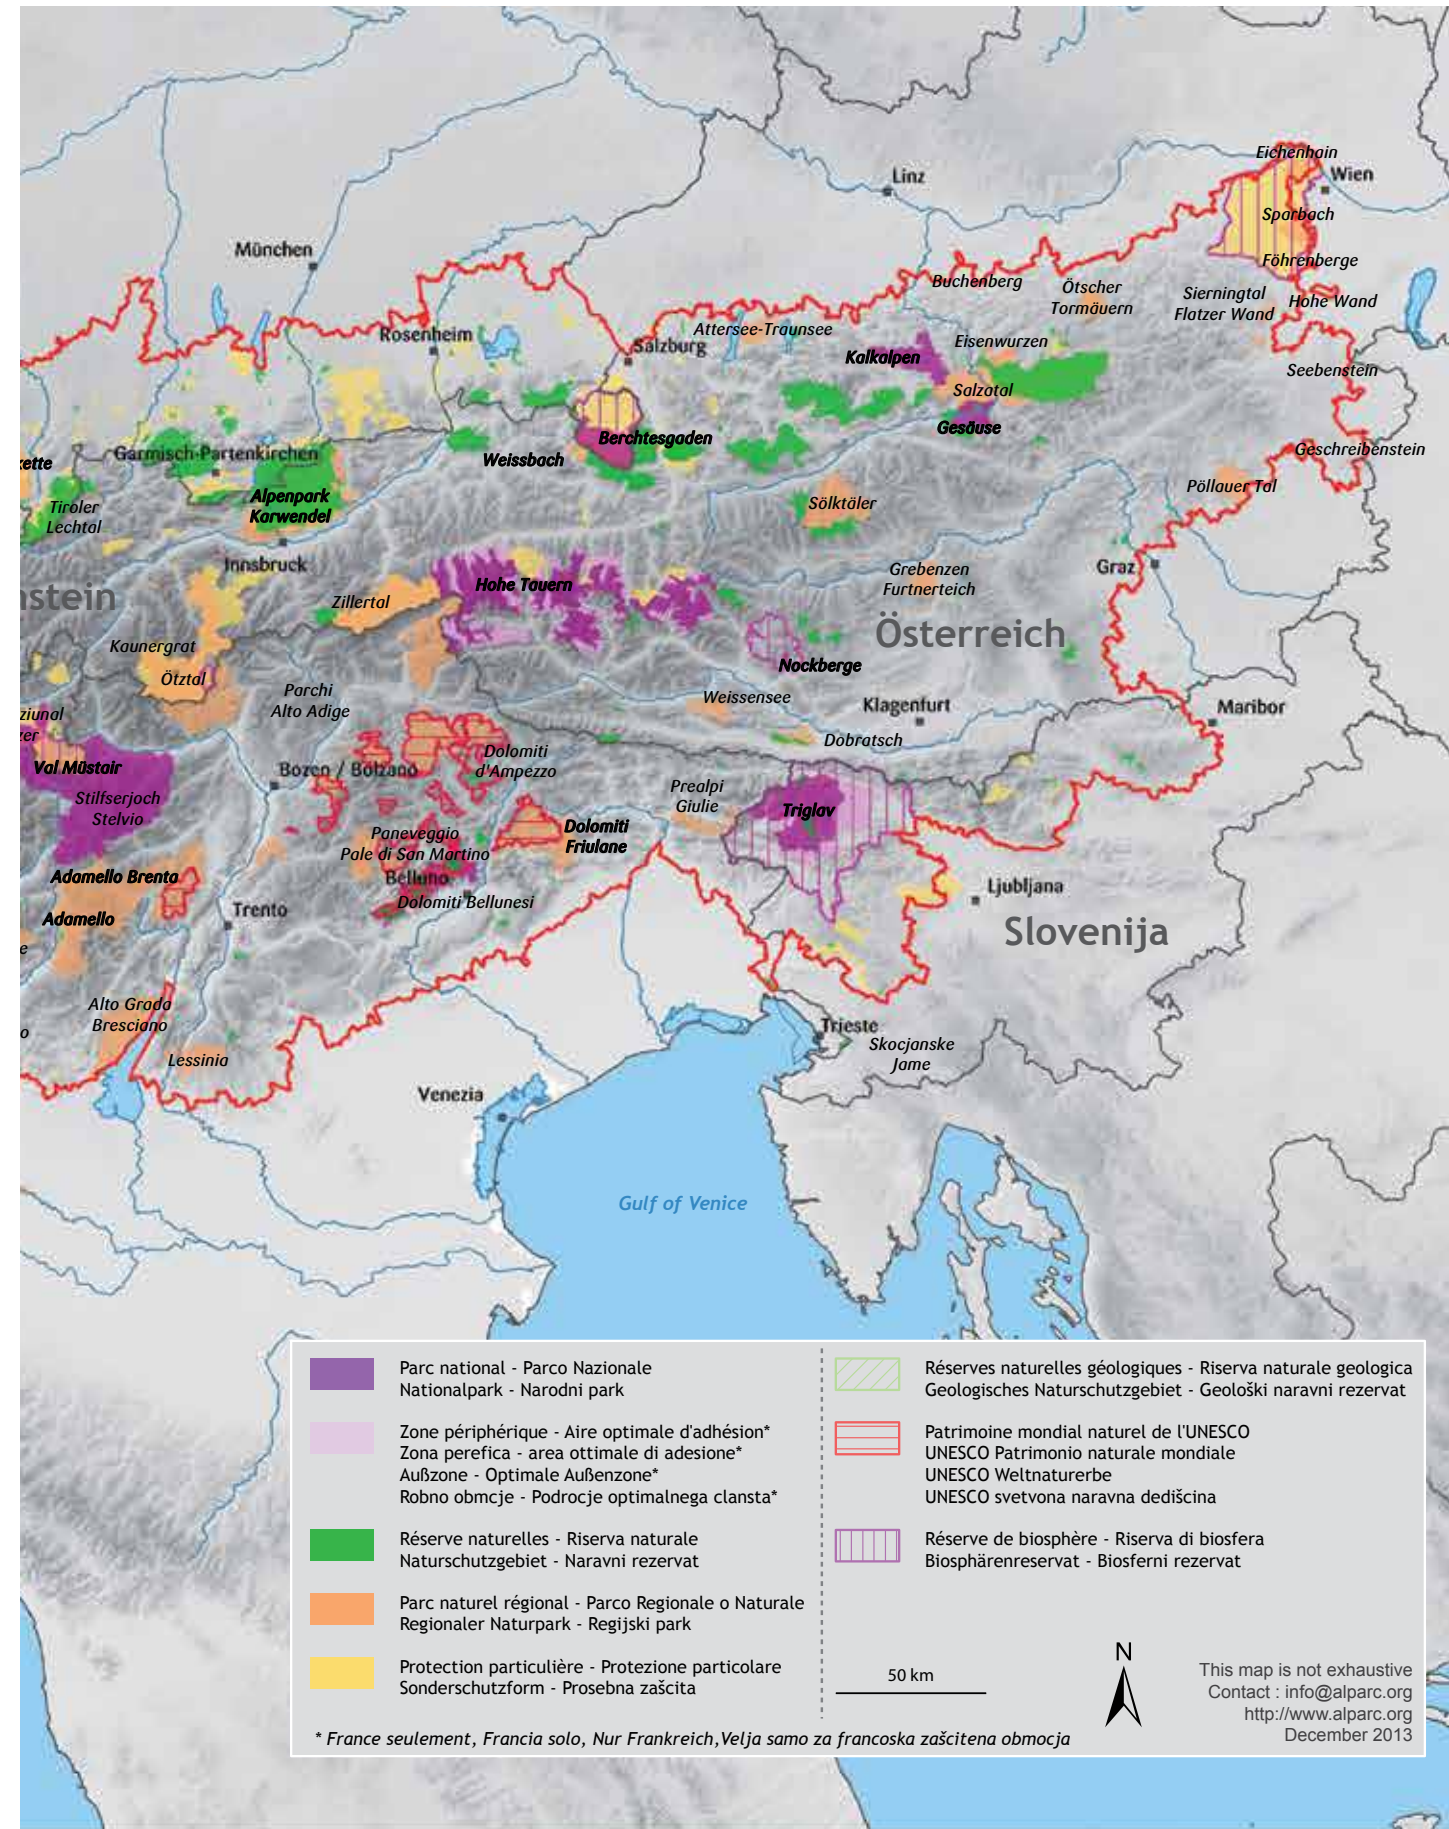 Eichenhain
Linz
Wien
Sparbach
München
Föhrenberge
Buchenberg
Ötscher
Tormäuern
Sierningtal
Flatzer Wand
Hohe Wand
Attersee-Traunsee
Rosenheim
Salzburg
Eisenwurzen
Kalkalpen
Seebenstein
Salzatal
Gesäuse
Berchtesgaden
Weissbach
Garmisch-Partenkirchen
Geschreibenstein
ette
Alpenpark
Karwendel
Tiroler
Lechtal
Sölktäler
Pöllauer Tal
Innsbruck
Graz
Grebenzen
Furtnerteich
Hohe Tauern
nstein
Zillertal
Österreich
Kaunergrat
Nockberge
Ötztal
Parchi
Alto Adige
Weissensee
Klagenfurt
Maribor
ziunal
zer
Dobratsch
Val Müstair
Bozen / Bolzano
Dolomiti
d'Ampezzo
Stilfserjoch
Stelvio
Prealpi
Giulie
Triglav
Dolomiti
Friulane
Paneveggio
Pale di San Martino
Adamello Brenta
Belluno
Dolomiti Bellunesi
Ljubljana
Adamello
Trento
Slovenija
e
Alto Grada
Bresciano
o
Trieste
Skocjanske
Jame
Lessinia
Venezia
Gulf of Venice
Parc national - Parco Nazionale
Nationalpark - Narodni park
Zone périphérique - Aire optimale d'adhésion*
Zona perefica - area ottimale di adesione*
Außzone - Optimale Außenzone*
Robno obmcje - Podrocje optimalnega clansta*
Réserve naturelles - Riserva naturale
Naturschutzgebiet - Naravni rezervat
Parc naturel régional - Parco Regionale o Naturale
Regionaler Naturpark - Regijski park
Protection particulière - Protezione particolare
Sonderschutzform - Prosebna zašcita
* France seulement, Francia solo, Nur Frankreich,Velja samo za francoska zašcitena obmocja
Réserves naturelles géologiques - Riserva naturale geologica
Geologisches Naturschutzgebiet - Geološki naravni rezervat
Patrimoine mondial naturel de l'UNESCO
UNESCO Patrimonio naturale mondiale
UNESCO Weltnaturerbe
UNESCO svetvona naravna dedišcina
Réserve de biosphère - Riserva di biosfera
Biosphärenreservat - Biosferni rezervat
50 km
N
This map is not exhaustive
Contact : info@alparc.org
http://www.alparc.org
December 2013